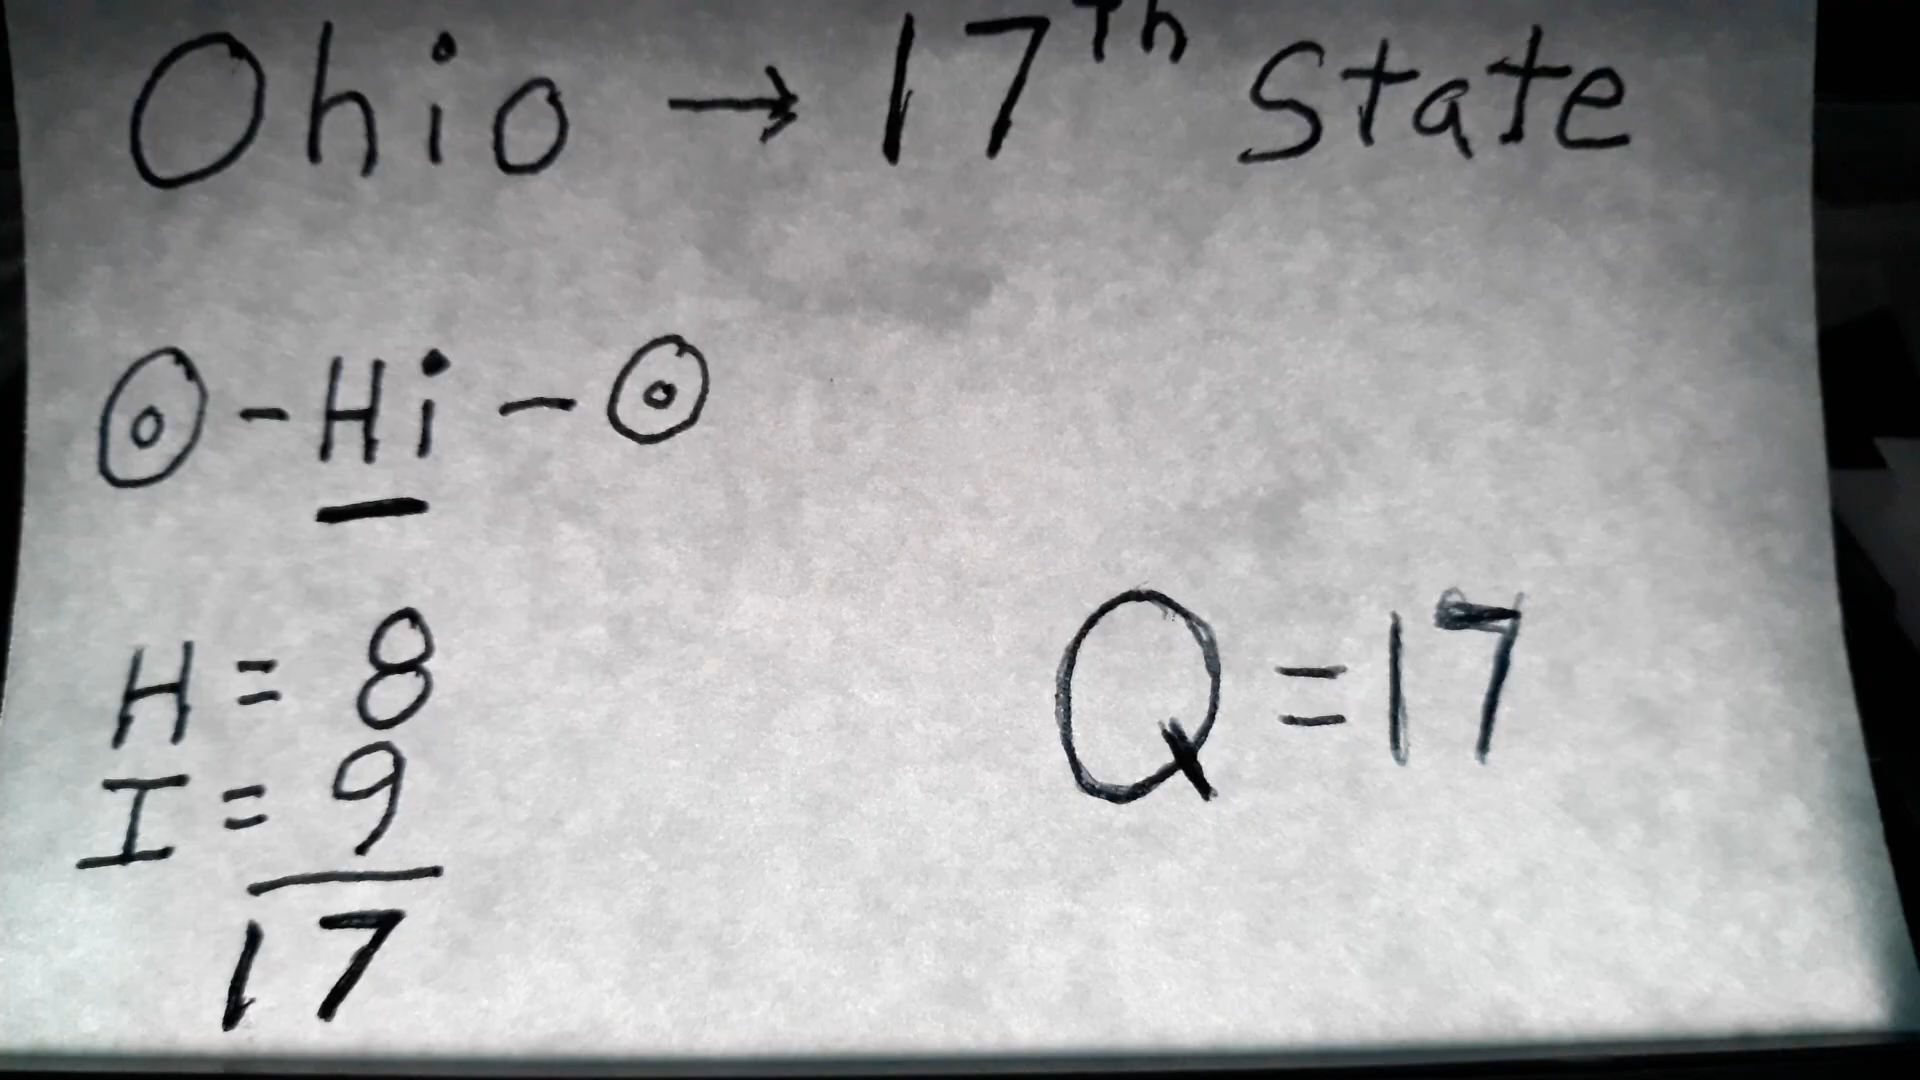 Ohio → 17Th State
O - Hi - O
H = 8
I = 9
17
Q = 17